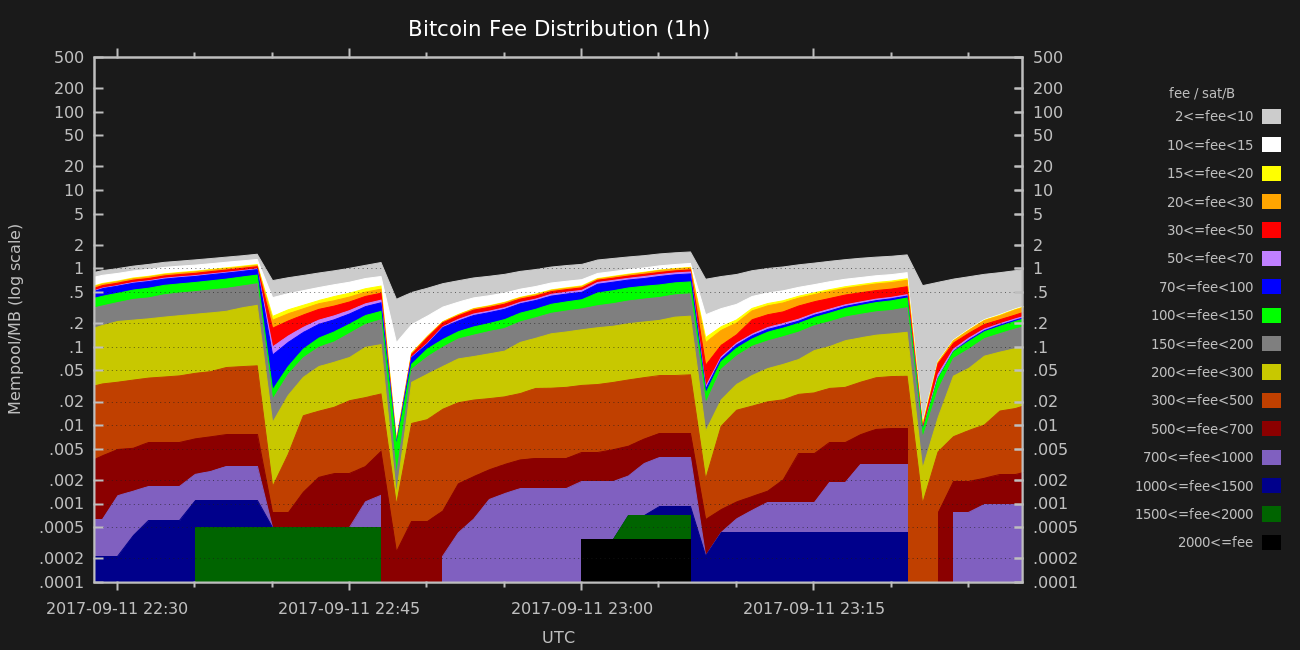 Bitcoin Fee Distribution (1h)
Mempool/MB (log scale)
500
200
100
50
20
10
5
2
1
.5
.2
.1
.05
.02
.01
.005
.002
.001
.0005
.0002
.0001
500
200
100
50
20
10
5
2
1
.5
.2
.1
.05
.02
.01
.005
.002
.001
.0005
.0002
.0001
2017-09-11 22:30 2017-09-11 22:45 2017-09-11 23:00 2017-09-11 23:15
UTC
fee / sat/B
2<=fee<10
10<=fee<15
15<=fee<20
20<=fee<30
30<=fee<50
50<=fee<70
70<=fee<100
100<=fee<150
150<=fee<200
200<=fee<300
300<=fee<500
500<=fee<700
700<=fee<1000
1000<=fee<1500
1500<=fee<2000
2000<=fee